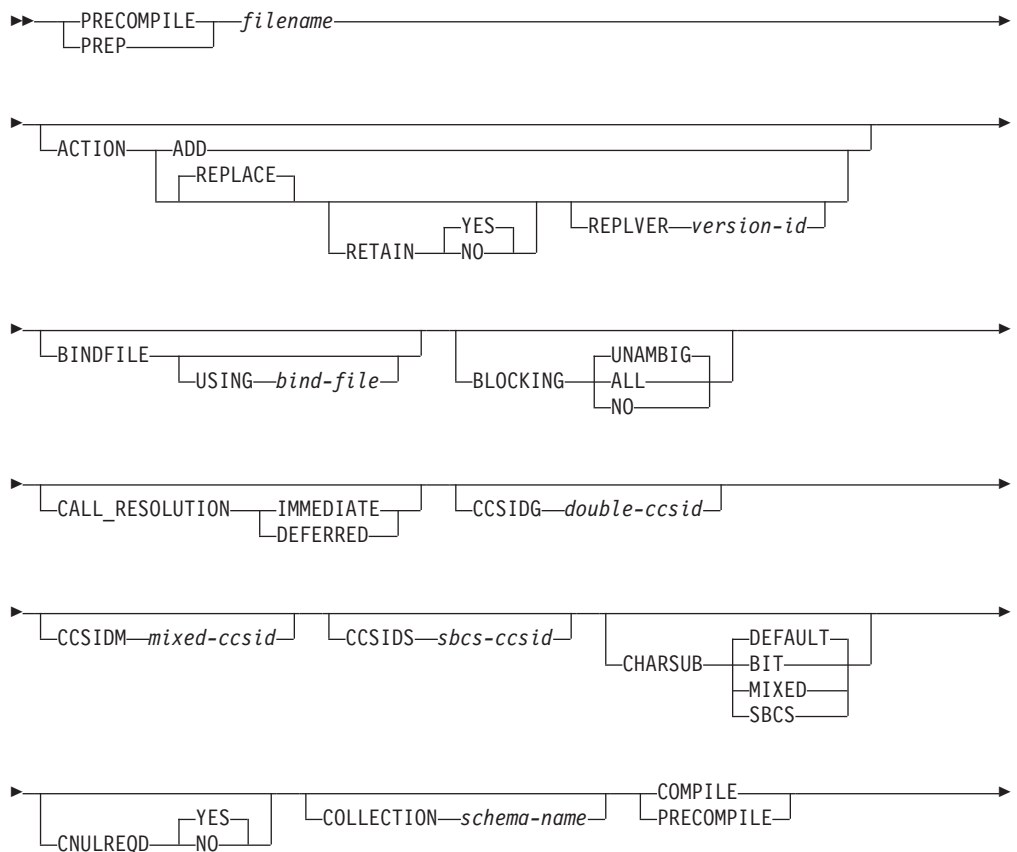 PRECOMPILE filename
PREP
ACTION ADD
REPLACE
YES REPLVER version-id
RETAIN NO
BINDFILE UNAMBIG
USING bind-file BLOCKING ALL
NO
CALL_RESOLUTION IMMEDIATE CCSIDG double-ccsid
DEFERRED
CCSIDM mixed-ccsid CCSIDS sbcs-ccsid DEFAULT
CHARSUB BIT
MIXED
SBCS
YES COLLECTION schema-name COMPILE
CNULREQD NO PRECOMPILE